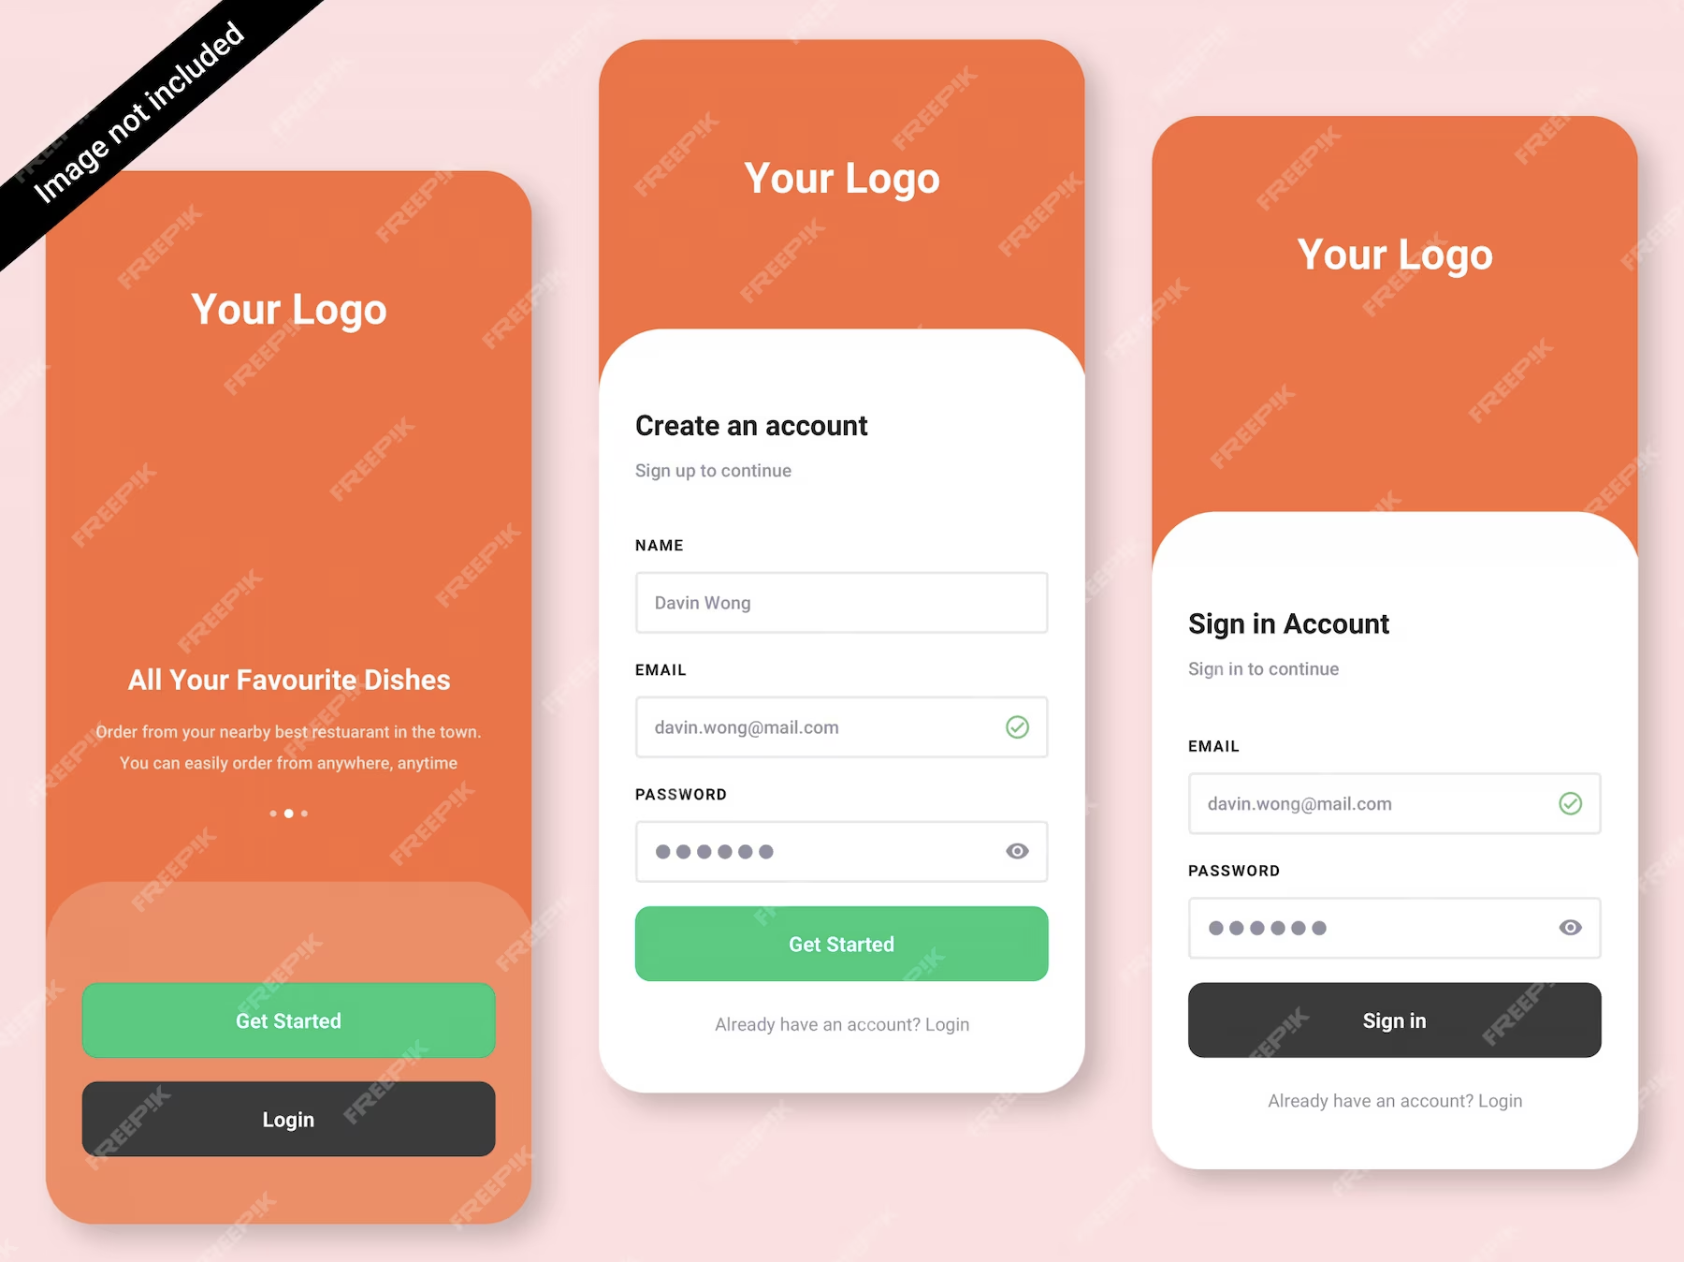 Image not included
Your Logo
All Your Favourite Dishes
Order from your nearby best restuarant in the town.
You can easily order from anywhere, anytime
Get Started
Login
Your Logo
Create an account
Sign up to continue
NAME
Davin Wong
EMAIL
davin.wong@mail.com
PASSWORD
Get Started
Already have an account? Login
Your Logo
Sign in Account
Sign in to continue
EMAIL
davin.wong@mail.com
PASSWORD
Sign in
Already have an account? Login
FREEPIK